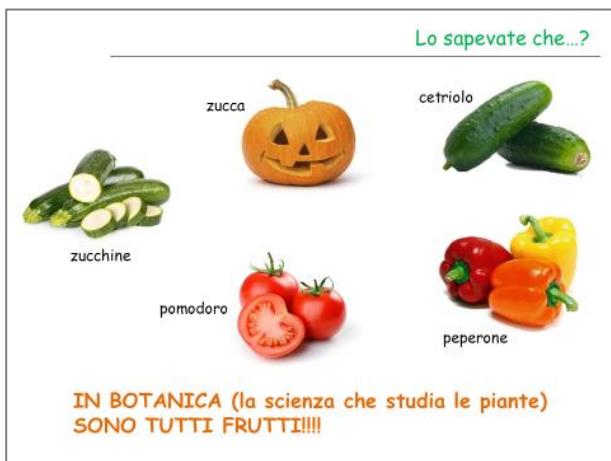 Lo sapevate che…?
zucca
cetriolo
zucchine
pomodoro
peperone
IN BOTANICA (la scienza che studia le piante)
SONO TUTTI FRUTTI!!!!